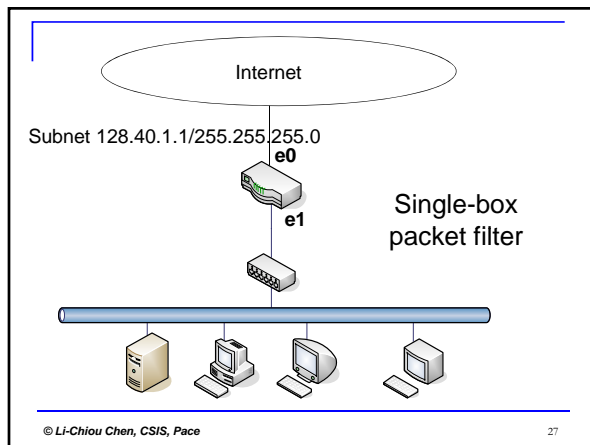 Internet
Subnet 128.40.1.1/255.255.255.0
e0
e1
Single-box
packet filter
© Li-Chiou Chen, CSIS, Pace
27